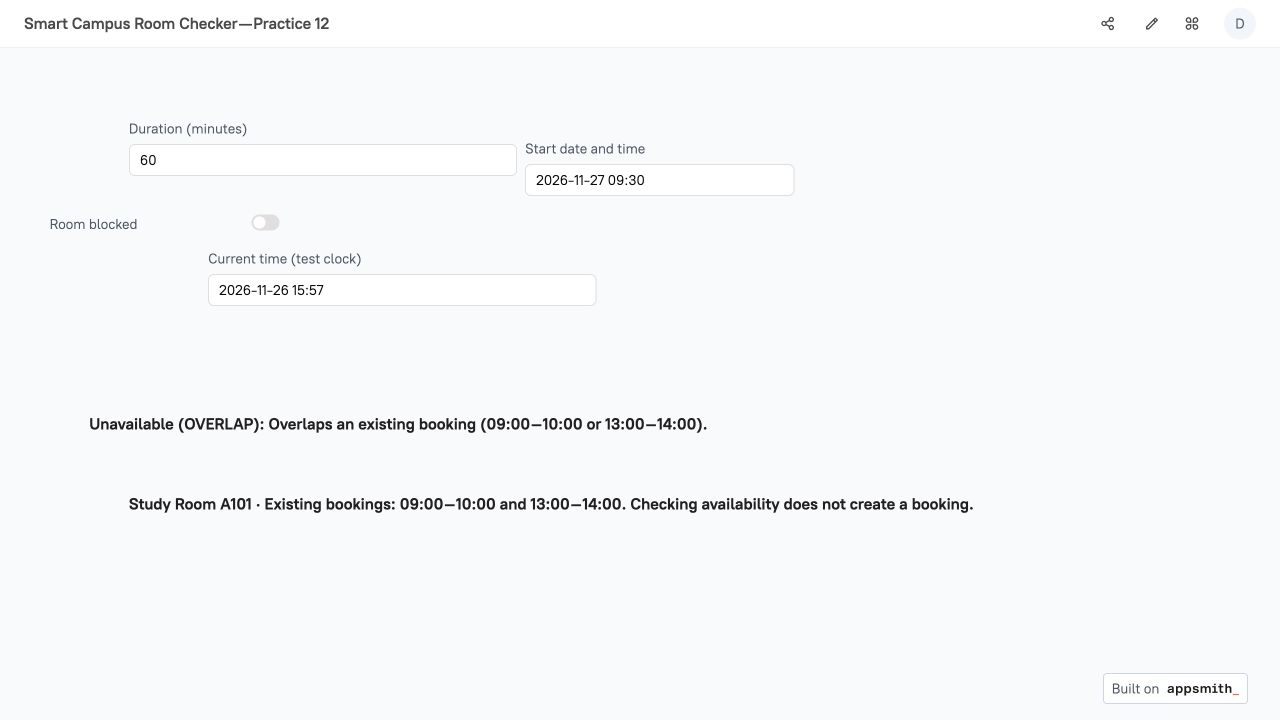 Smart Campus Room Checker—Practice 12
D
Duration (minutes)
60
Start date and time
2026-11-27 09:30
Room blocked
Current time (test clock)
2026-11-26 15:57
Unavailable (OVERLAP): Overlaps an existing booking (09:00–10:00 or 13:00–14:00).
Study Room A101 · Existing bookings: 09:00–10:00 and 13:00–14:00. Checking availability does not create a booking.
Built on appsmith_